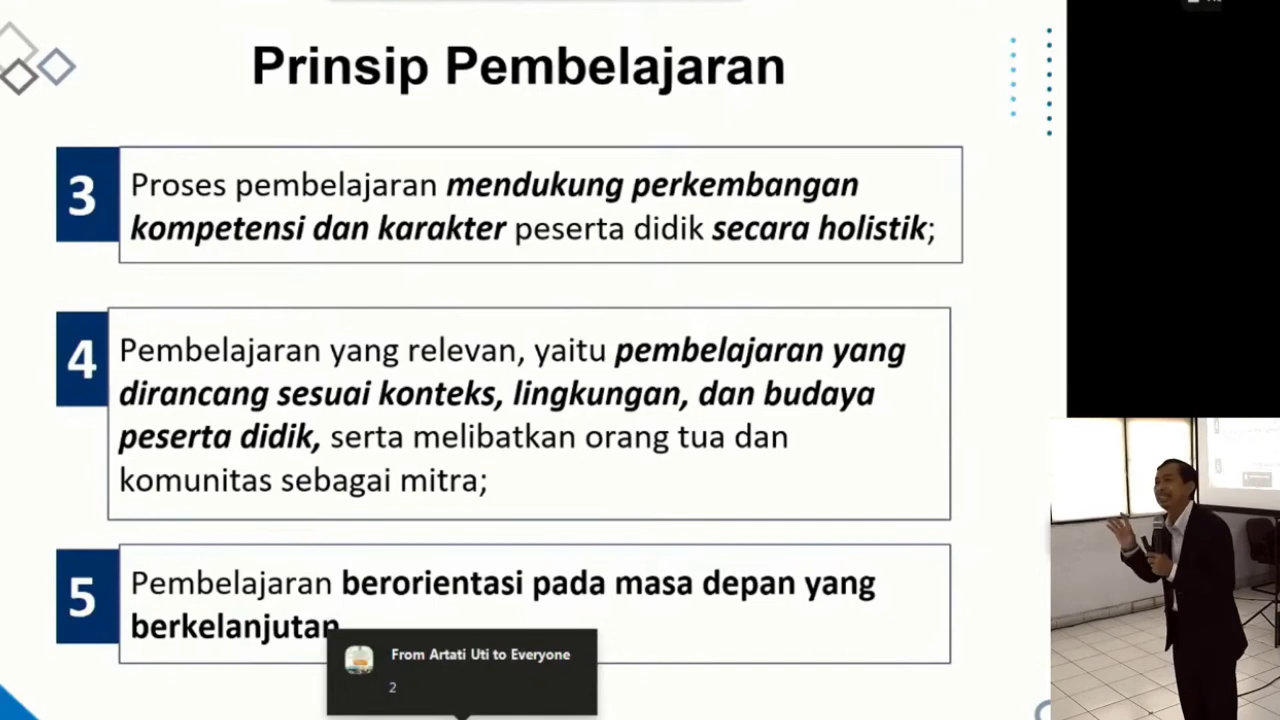 Prinsip Pembelajaran
3
Proses pembelajaran mendukung perkembangan
kompetensi dan karakter peserta didik secara holistik;
4
Pembelajaran yang relevan, yaitu pembelajaran yang
dirancang sesuai konteks, lingkungan, dan budaya
peserta didik, serta melibatkan orang tua dan
komunitas sebagai mitra;
5
Pembelajaran berorientasi pada masa depan yang
berkelanjutan
From Artati Uti to Everyone
2